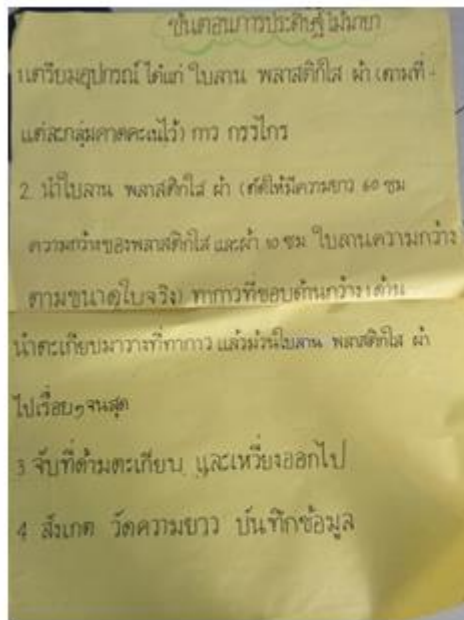 ขั้นตอนการประดิษฐ์ไม้มายา
1.เตรียมอุปกรณ์ ได้แก่ ใบลาน พลาสติกใส ผ้า (ตามที่ -
แต่ละกลุ่มคาดคะเนไว้) กาว กรรไกร
2. นำใบลาน พลาสติกใส ผ้า (ตัดให้มีความยาว 60 ซม
ความกว้างของพลาสติกใส และผ้า 10 ซม ใบลานความกว้าง
ตามขนาดใบจริง) ทากาวที่ขอบด้านกว้าง 1 ด้าน
นำตะเกียบมาวางที่ทากาว แล้วม้วนใบลาน พลาสติกใส ผ้า
ไปเรื่อยๆจนสุด
3 จับที่ด้ามตะเกียบ และเหวี่ยงออกไป
4 สังเกต วัดความยาว บันทึกข้อมูล